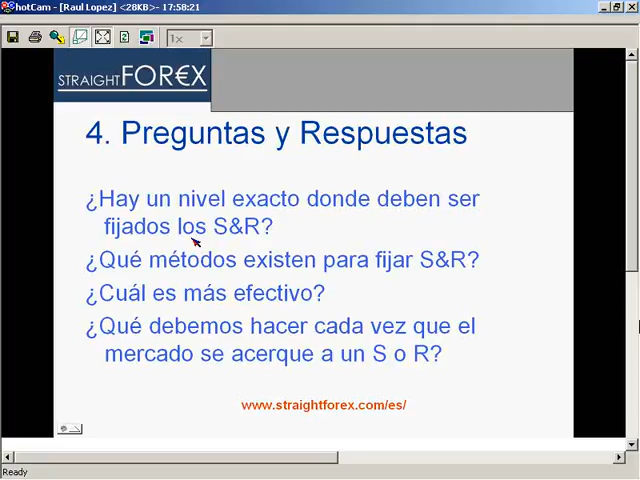 hotCam - [Raul Lopez] <28KB> - 17:58:21
1x
STRAIGHTFOR€X
4. Preguntas y Respuestas
¿Hay un nivel exacto donde deben ser
fijados los S&R?
¿Qué métodos existen para fijar S&R?
¿Cuál es más efectivo?
¿Qué debemos hacer cada vez que el
mercado se acerque a un S o R?
www.straightforex.com/es/
Ready